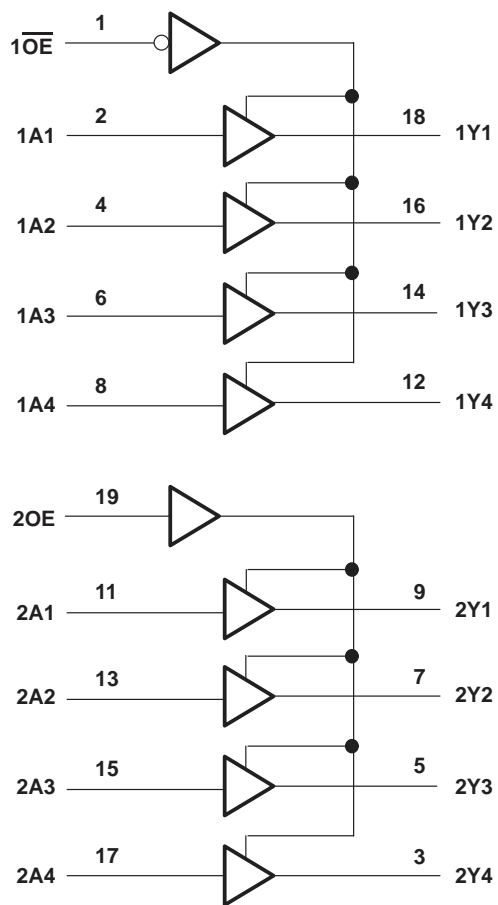 1O̅E̅ 1
1A1 2 18 1Y1
1A2 4 16 1Y2
1A3 6 14 1Y3
1A4 8 12 1Y4
2OE 19
2A1 11 9 2Y1
2A2 13 7 2Y2
2A3 15 5 2Y3
2A4 17 3 2Y4